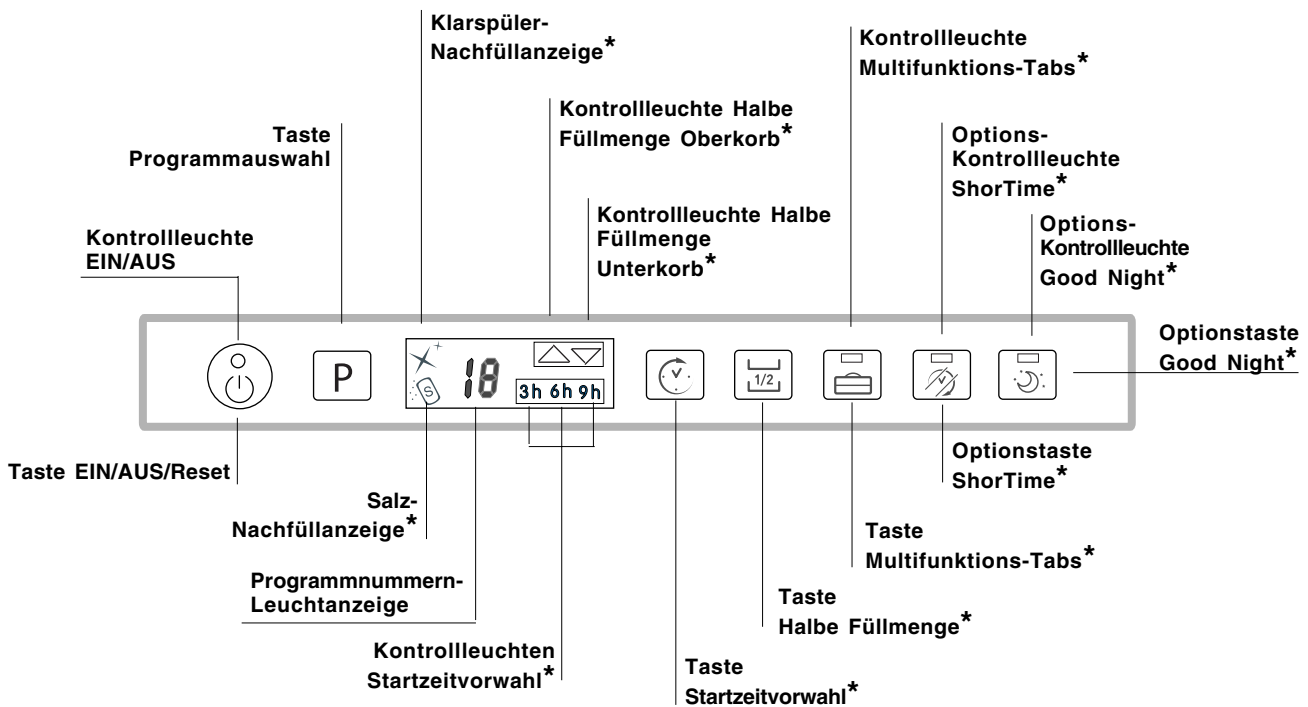 Klarspüler-
Nachfüllanzeige*
Kontrollleuchte
Multifunktions-Tabs*
Kontrollleuchte Halbe
Füllmenge Oberkorb*
Taste
Programmauswahl
Options-
Kontrollleuchte
ShorTime*
Kontrollleuchte Halbe
Füllmenge
Unterkorb*
Options-
Kontrollleuchte
Good Night*
Kontrollleuchte
EIN/AUS
Optionstaste
Good Night*
P
S
18
3h 6h 9h
1/2
Taste EIN/AUS/Reset
Optionstaste
ShorTime*
Salz-
Nachfüllanzeige*
Taste
Multifunktions-Tabs*
Programmnummern-
Leuchtanzeige
Taste
Halbe Füllmenge*
Kontrollleuchten
Startzeitvorwahl*
Taste
Startzeitvorwahl*